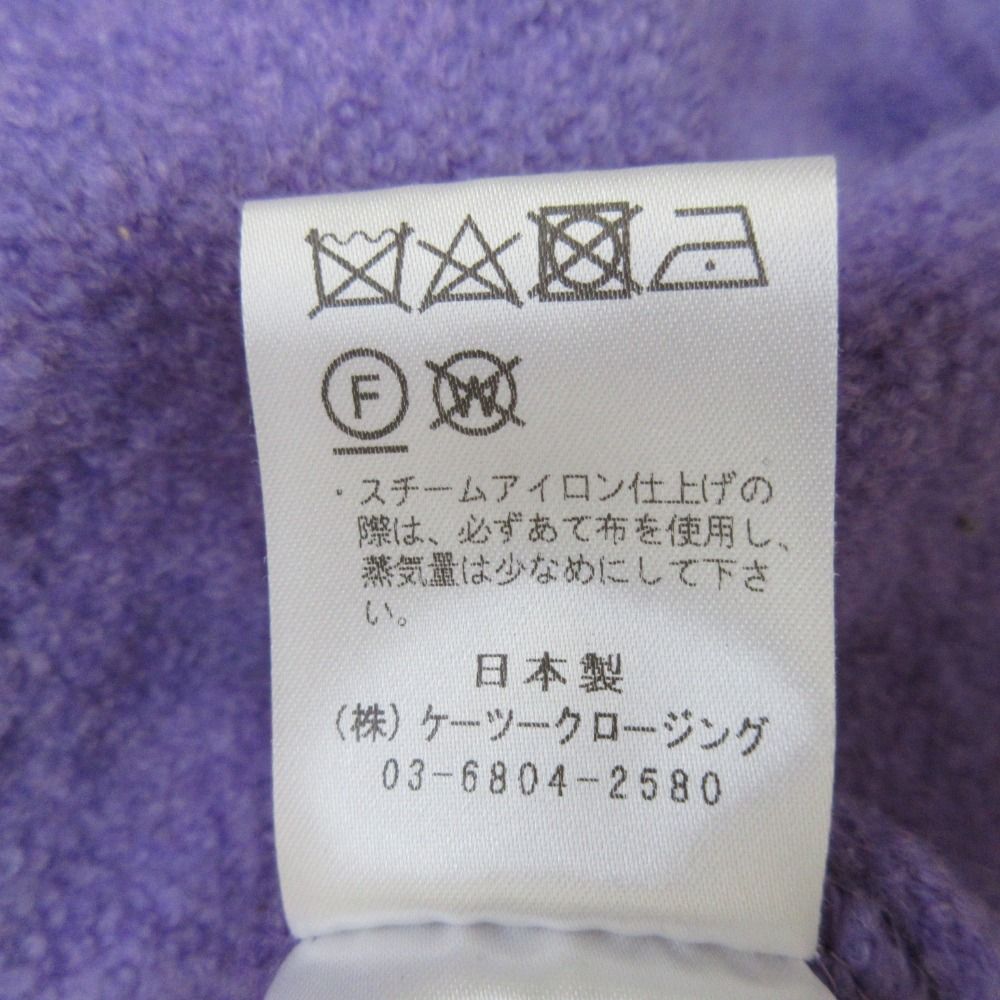 F W
・スチームアイロン仕上げの
際は、必ずあて布を使用し、
蒸気量は少なめにして下さ
い。
日本製
(株)ケーツークロージング
03-6804-2580